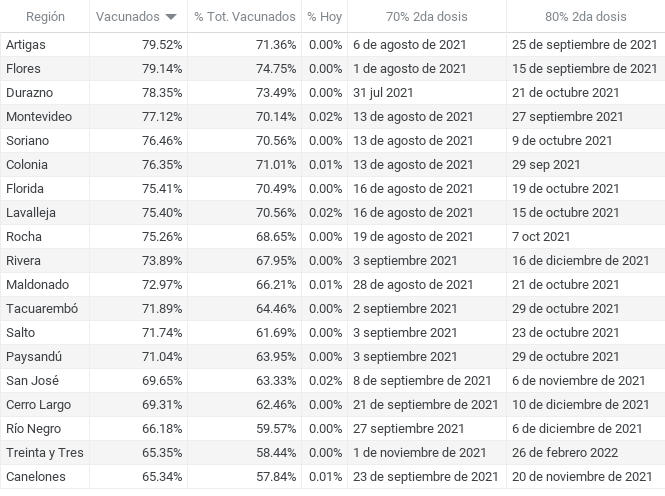 Región Vacunados % Tot. Vacunados % Hoy 70% 2da dosis 80% 2da dosis
Artigas 79.52% 71.36% 0.00% 6 de agosto de 2021 25 de septiembre de 2021
Flores 79.14% 74.75% 0.00% 1 de agosto de 2021 15 de septiembre de 2021
Durazno 78.35% 73.49% 0.00% 31 jul 2021 21 de octubre de 2021
Montevideo 77.12% 70.14% 0.02% 13 de agosto de 2021 27 septiembre 2021
Soriano 76.46% 70.56% 0.00% 13 de agosto de 2021 9 de octubre de 2021
Colonia 76.35% 71.01% 0.01% 13 de agosto de 2021 29 sep 2021
Florida 75.41% 70.49% 0.00% 16 de agosto de 2021 19 de octubre de 2021
Lavalleja 75.40% 70.56% 0.02% 16 de agosto de 2021 15 de octubre de 2021
Rocha 75.26% 68.65% 0.00% 19 de agosto de 2021 7 oct 2021
Rivera 73.89% 67.95% 0.00% 3 septiembre 2021 16 de diciembre de 2021
Maldonado 72.97% 66.21% 0.01% 28 de agosto de 2021 21 de octubre de 2021
Tacuarembó 71.89% 64.46% 0.00% 2 septiembre 2021 29 de octubre de 2021
Salto 71.74% 61.69% 0.00% 3 septiembre 2021 23 de octubre de 2021
Paysandú 71.04% 63.95% 0.00% 3 septiembre 2021 29 de octubre de 2021
San José 69.65% 63.33% 0.02% 8 de septiembre de 2021 6 de noviembre de 2021
Cerro Largo 69.31% 62.46% 0.00% 21 de septiembre de 2021 10 de diciembre de 2021
Río Negro 66.18% 59.57% 0.00% 27 septiembre 2021 6 de diciembre de 2021
Treinta y Tres 65.35% 58.44% 0.00% 1 de noviembre de 2021 26 de febrero 2022
Canelones 65.34% 57.84% 0.01% 23 de septiembre de 2021 20 de noviembre de 2021